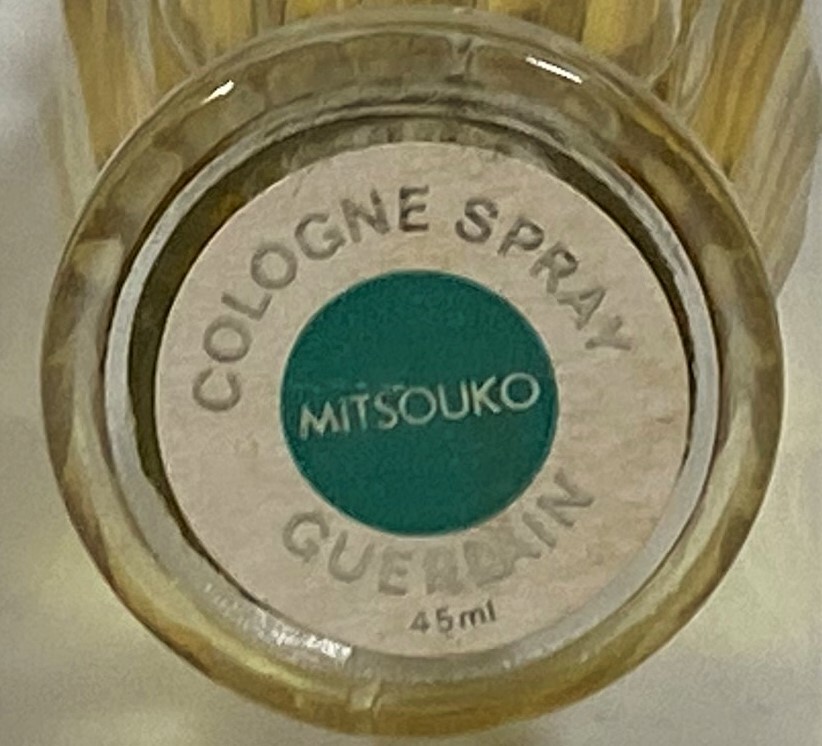 COLOGNE SPRAY
MITSOUKO
GUERLAIN
45ml